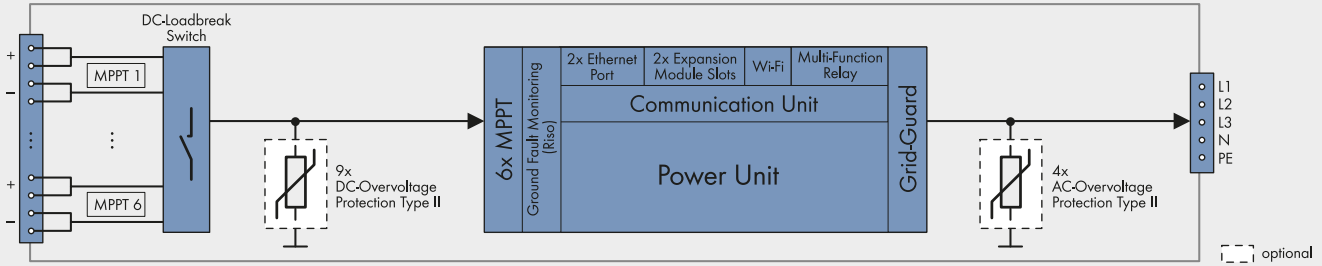 DC-Loadbreak
Switch
+
MPPT 1
−
...
...
+
MPPT 6
−
9x
DC-Overvoltage
Protection Type II
6x MPPT
Ground Fault Monitoring
(Riso)
2x Ethernet
Port
2x Expansion
Module Slots
Wi-Fi
Multi-Function
Relay
Communication Unit
Power Unit
Grid-Guard
4x
AC-Overvoltage
Protection Type II
L1
L2
L3
N
PE
optional